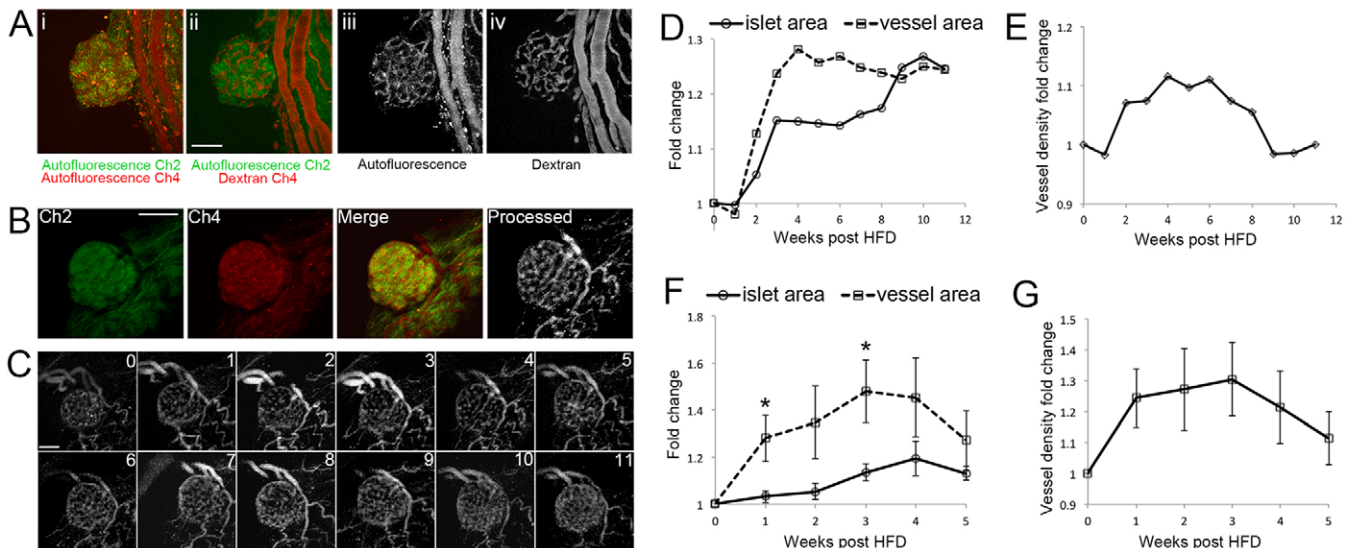 A
i
ii
iii
iv
Autofluorescence Ch2
Autofluorescence Ch4
Autofluorescence Ch2
Dextran Ch4
Autofluorescence
Dextran
B
Ch2
Ch4
Merge
Processed
C
0
1
2
3
4
5
6
7
8
9
10
11
D
islet area
vessel area
Fold change
1.3
1.2
1.1
1
0 2 4 6 8 10 12
Weeks post HFD
E
Vessel density fold change
1.2
1.1
1
0.9
0 2 4 6 8 10 12
Weeks post HFD
F
islet area
vessel area
Fold change
1.8
1.6
1.4
1.2
1
* *
0 1 2 3 4 5
Weeks post HFD
G
Vessel density fold change
1.5
1.4
1.3
1.2
1.1
1
0.9
0 1 2 3 4 5
Weeks post HFD